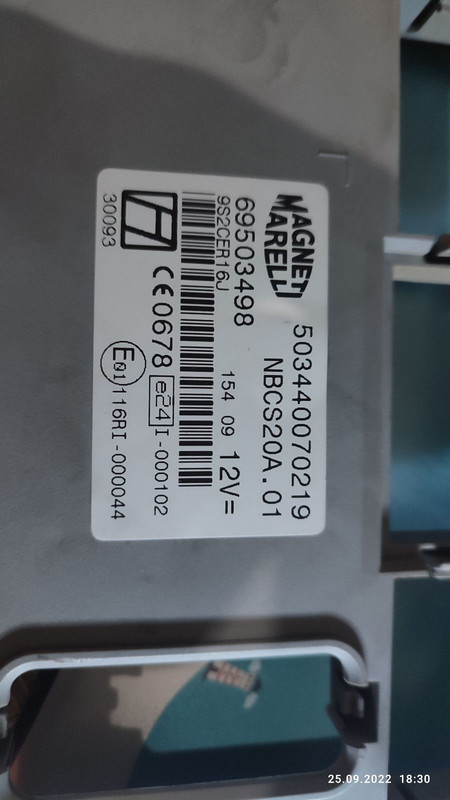 MAGNETI
MARELLI
503440070219
NBCS20A.01
69503498
9S2CER16J
154 09
12V=
CE0678
e24 I-000102
30093
E01 116RI-000044
25.09.2022 18:30